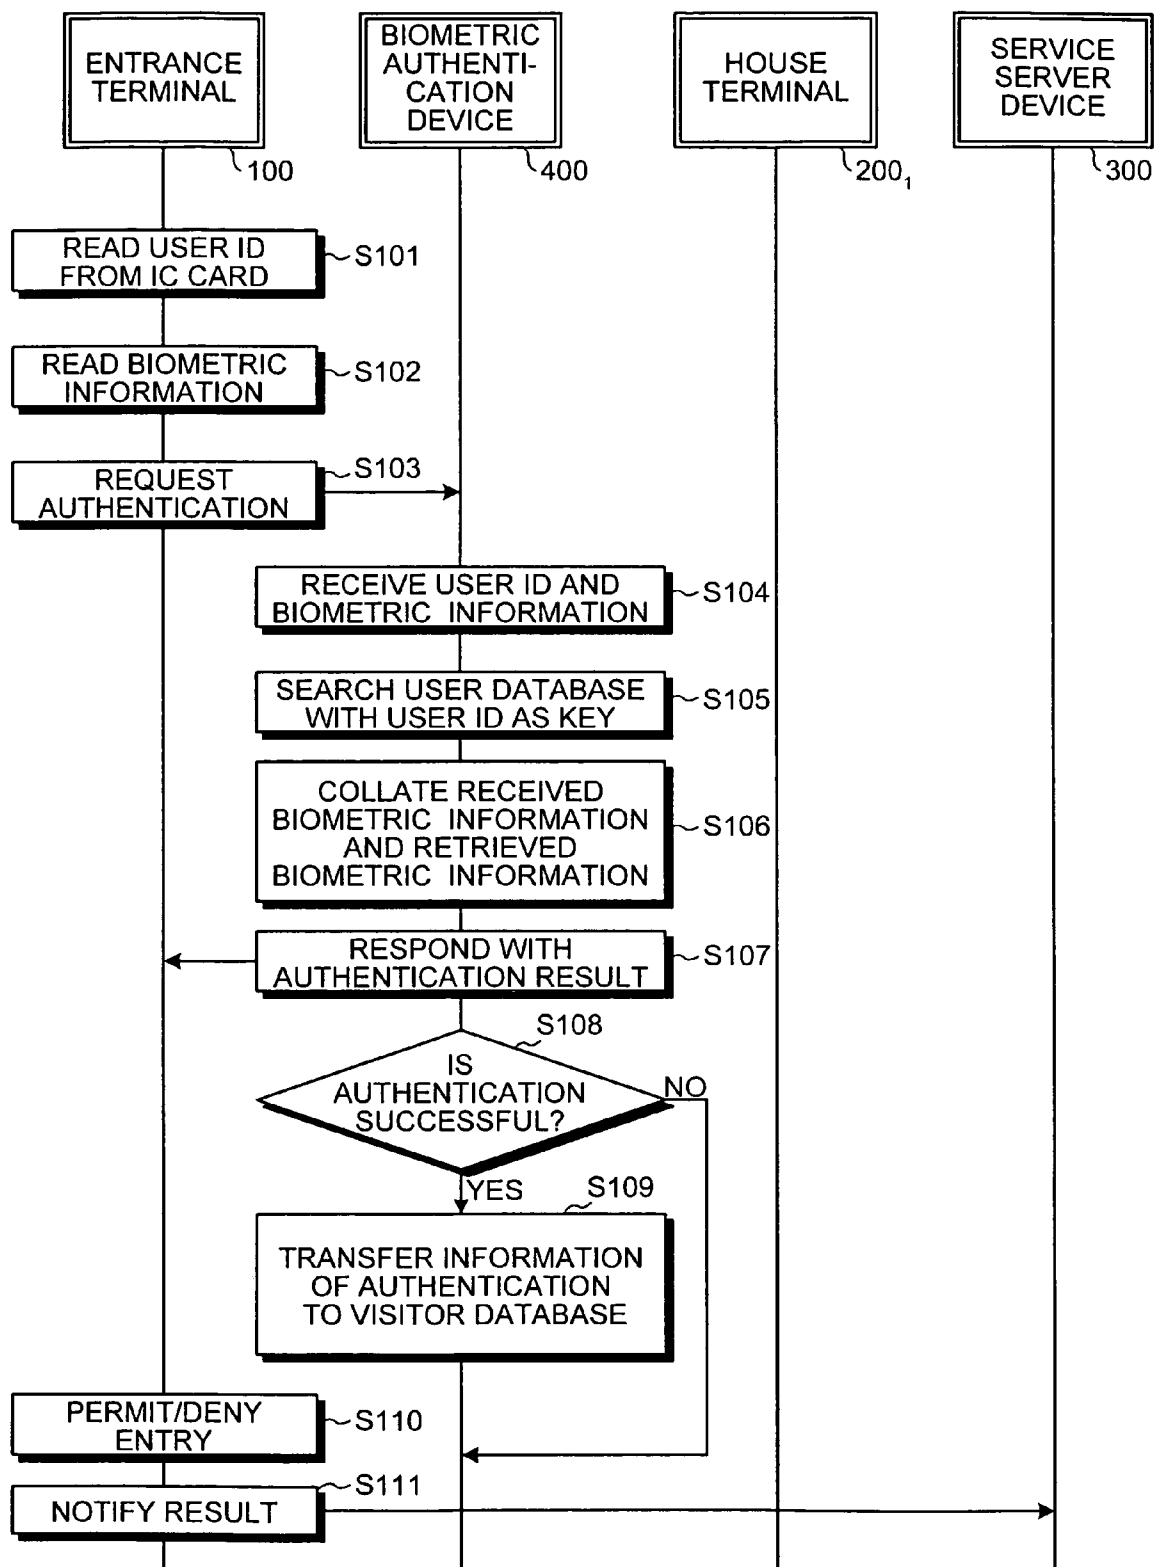 ENTRANCE
TERMINAL
100
BIOMETRIC
AUTHENTI-
CATION
DEVICE
400
HOUSE
TERMINAL
200₁
SERVICE
SERVER
DEVICE
300
READ USER ID
FROM IC CARD
S101
READ BIOMETRIC
INFORMATION
S102
REQUEST
AUTHENTICATION
S103
RECEIVE USER ID AND
BIOMETRIC INFORMATION
S104
SEARCH USER DATABASE
WITH USER ID AS KEY
S105
COLLATE RECEIVED
BIOMETRIC INFORMATION
AND RETRIEVED
BIOMETRIC INFORMATION
S106
RESPOND WITH
AUTHENTICATION RESULT
S107
S108
IS
AUTHENTICATION
SUCCESSFUL?
NO
YES
S109
TRANSFER INFORMATION
OF AUTHENTICATION
TO VISITOR DATABASE
PERMIT/DENY
ENTRY
S110
NOTIFY RESULT
S111